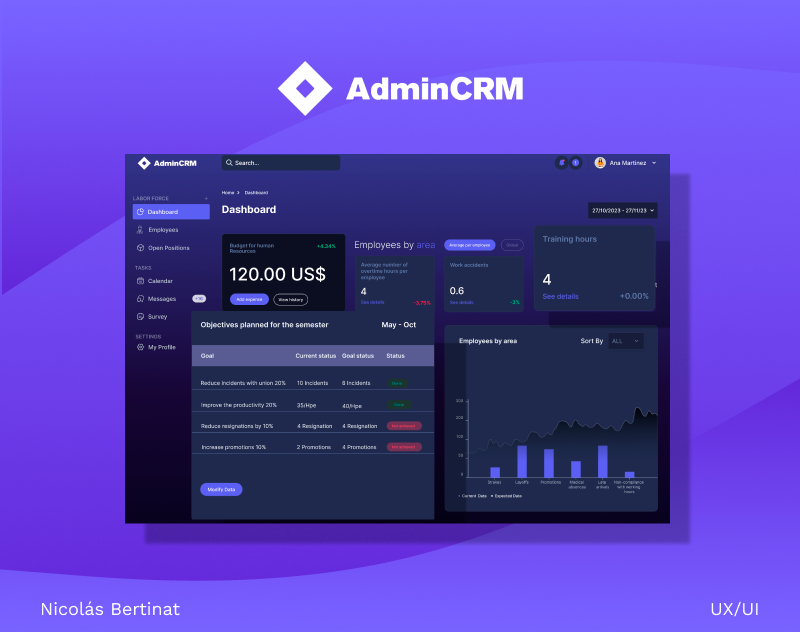 AdminCRM
AdminCRM
Search...
Ana Martinez
LABOR FORCE
Dashboard
Employees
Open Positions
TASKS
Calendar
Messages
Survey
SETTINGS
My Profile
Home > Dashboard
Dashboard
27/10/2023 - 27/11/23
Budget for human
Resources
+4.34%
120.00 US$
Add expense
View history
Employees by area
Average per employee
Average number of
overtime hours per
employee
4
See details
-3,75%
Work accidents
0.6
See details
-3%
Training hours
4
See details
+0.00%
Objectives planned for the semester
May - Oct
Goal Current status Goal status Status
Reduce incidents with union 20% 10 Incidents 8 Incidents
Improve the productivity 20% 35/Hpe 40/Hpe
Reduce resignations by 10% 4 Resignation 4 Resignation
Increase promotions 10% 2 Promotions 4 Promotions
Modify Data
Employees by area
Sort By
ALL
50
0
Strakes
Layoffs
Promotions
Medical
absences
Late
arrivals
Non-compliance
with working
hours
Current Data
Expected Data
Nicolás Bertinat
UX/UI